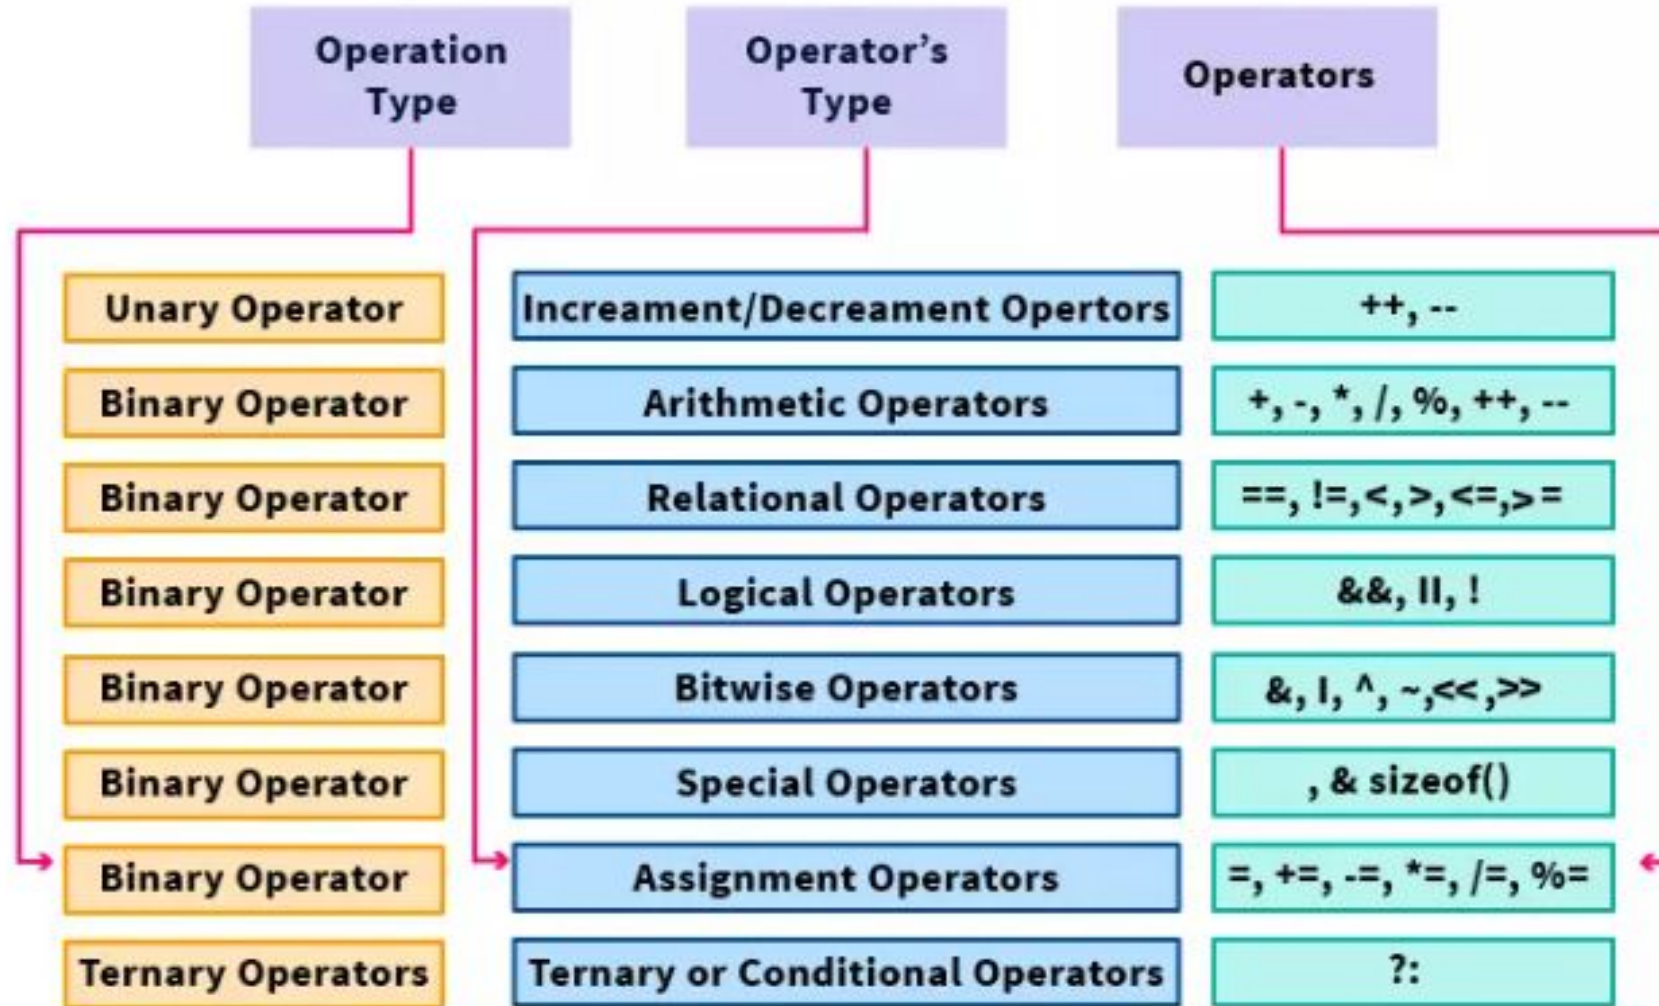 Operation
Type
Operator’s
Type
Operators
Unary Operator
Increament/Decreament Opertors
++, --
Binary Operator
Arithmetic Operators
+, -, *, /, %, ++, --
Binary Operator
Relational Operators
==, !=,<,>,<=,>=
Binary Operator
Logical Operators
&&, II, !
Binary Operator
Bitwise Operators
&, I, ^, ~,<<,>>
Binary Operator
Special Operators
, & sizeof()
Binary Operator
Assignment Operators
=, +=, -=, *=, /=, %=
Ternary Operators
Ternary or Conditional Operators
?: